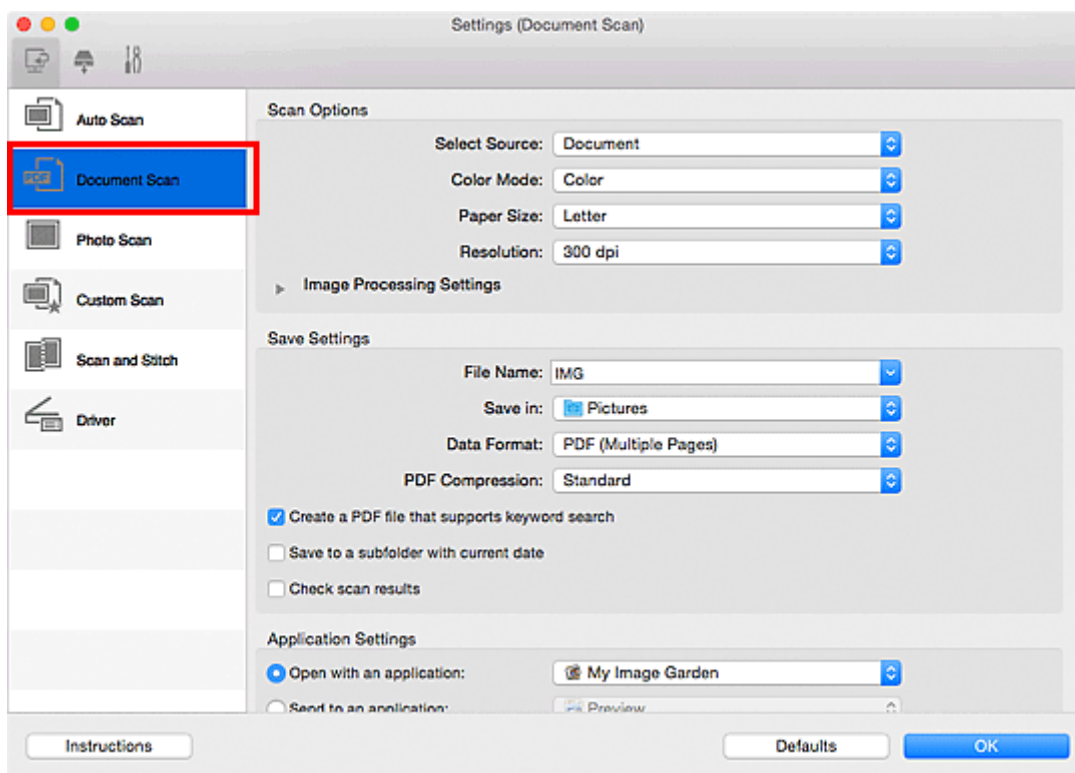 Settings (Document Scan)
Auto Scan
PDF
Document Scan
Photo Scan
Custom Scan
Scan and Stitch
Driver
Scan Options
Select Source: Document
Color Mode: Color
Paper Size: Letter
Resolution: 300 dpi
Image Processing Settings
Save Settings
File Name: IMG
Save in: Pictures
Data Format: PDF (Multiple Pages)
PDF Compression: Standard
Create a PDF file that supports keyword search
Save to a subfolder with current date
Check scan results
Application Settings
Open with an application: My Image Garden
Send to an application: Preview
Instructions
Defaults
OK